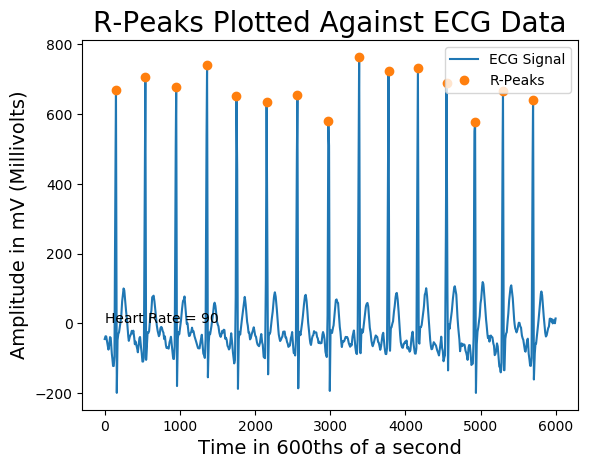 R-Peaks Plotted Against ECG Data
800
600
400
200
0
−200
Amplitude in mV (Millivolts)
ECG Signal
R-Peaks
Heart Rate = 90
0
1000
2000
3000
4000
5000
6000
Time in 600ths of a second